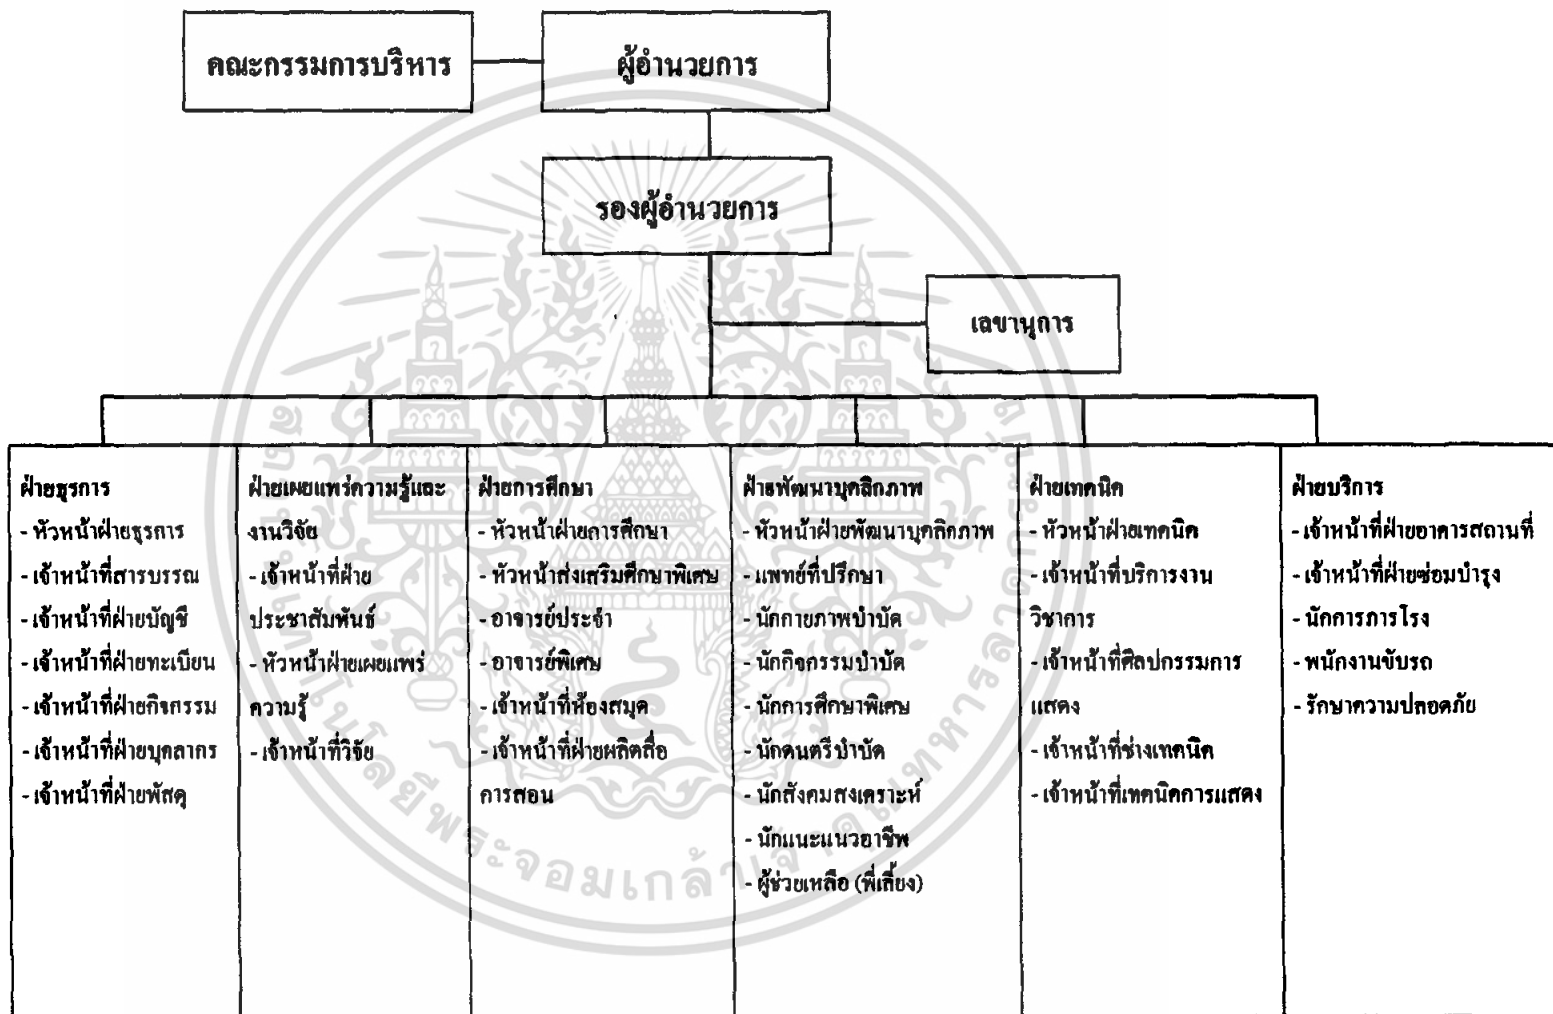 คณะกรรมการบริหาร
ผู้อำนวยการ
รองผู้อำนวยการ
เลขานุการ
ฝ่ายธุรการ
- หัวหน้าฝ่ายธุรการ
- เจ้าหน้าที่สารบรรณ
- เจ้าหน้าที่ฝ่ายบัญชี
- เจ้าหน้าที่ฝ่ายทะเบียน
- เจ้าหน้าที่ฝ่ายกิจกรรม
- เจ้าหน้าที่ฝ่ายบุคลากร
- เจ้าหน้าที่ฝ่ายพัสดุ
ฝ่ายเผยแพร่ความรู้และ
งานวิจัย
- เจ้าหน้าที่ฝ่าย
ประชาสัมพันธ์
- หัวหน้าฝ่ายเผยแพร่
ความรู้
- เจ้าหน้าที่วิจัย
ฝ่ายการศึกษา
- หัวหน้าฝ่ายการศึกษา
- หัวหน้าส่งเสริมศึกษาพิเศษ
- อาจารย์ประจำ
- อาจารย์พิเศษ
- เจ้าหน้าที่ห้องสมุด
- เจ้าหน้าที่ฝ่ายผลิตสื่อ
การสอน
ฝ่ายพัฒนาบุคลิกภาพ
- หัวหน้าฝ่ายพัฒนาบุคลิกภาพ
- แพทย์ที่ปรึกษา
- นักกายภาพบำบัด
- นักกิจกรรมบำบัด
- นักการศึกษาพิเศษ
- นักดนตรีบำบัด
- นักสังคมสงเคราะห์
- นักแนะแนวอาชีพ
- ผู้ช่วยเหลือ (พี่เลี้ยง)
ฝ่ายเทคนิค
- หัวหน้าฝ่ายเทคนิค
- เจ้าหน้าที่บริการงาน
วิชาการ
- เจ้าหน้าที่ศิลปกรรมการ
แสดง
- เจ้าหน้าที่ช่างเทคนิค
- เจ้าหน้าที่เทคนิคการแสดง
ฝ่ายบริการ
- เจ้าหน้าที่ฝ่ายอาคารสถานที่
- เจ้าหน้าที่ฝ่ายซ่อมบำรุง
- นักการภารโรง
- พนักงานขับรถ
- รักษาความปลอดภัย